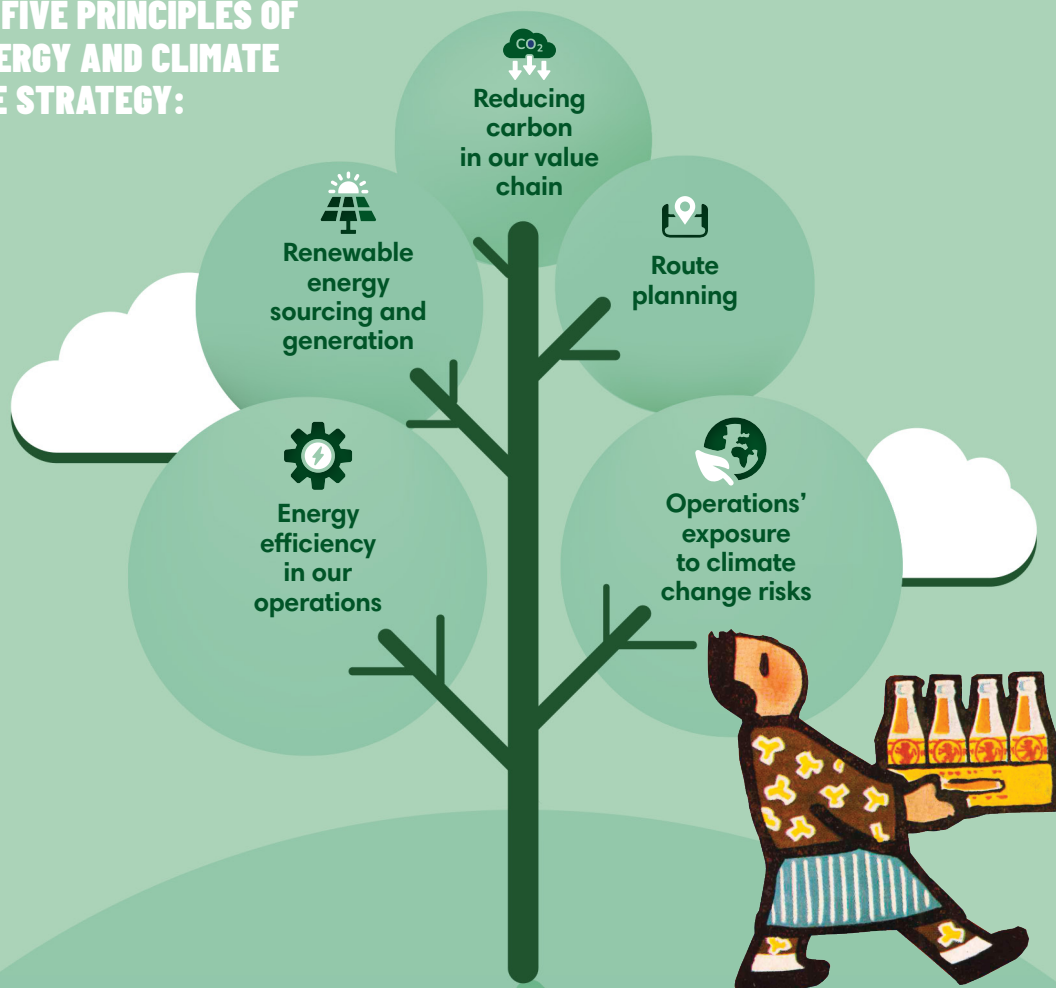 FIVE PRINCIPLES OF
ERGY AND CLIMATE
E STRATEGY:
CO₂
Reducing
carbon
in our value
chain
Renewable
energy
sourcing and
generation
Route
planning
Energy
efficiency
in our
operations
Operations’
exposure
to climate
change risks